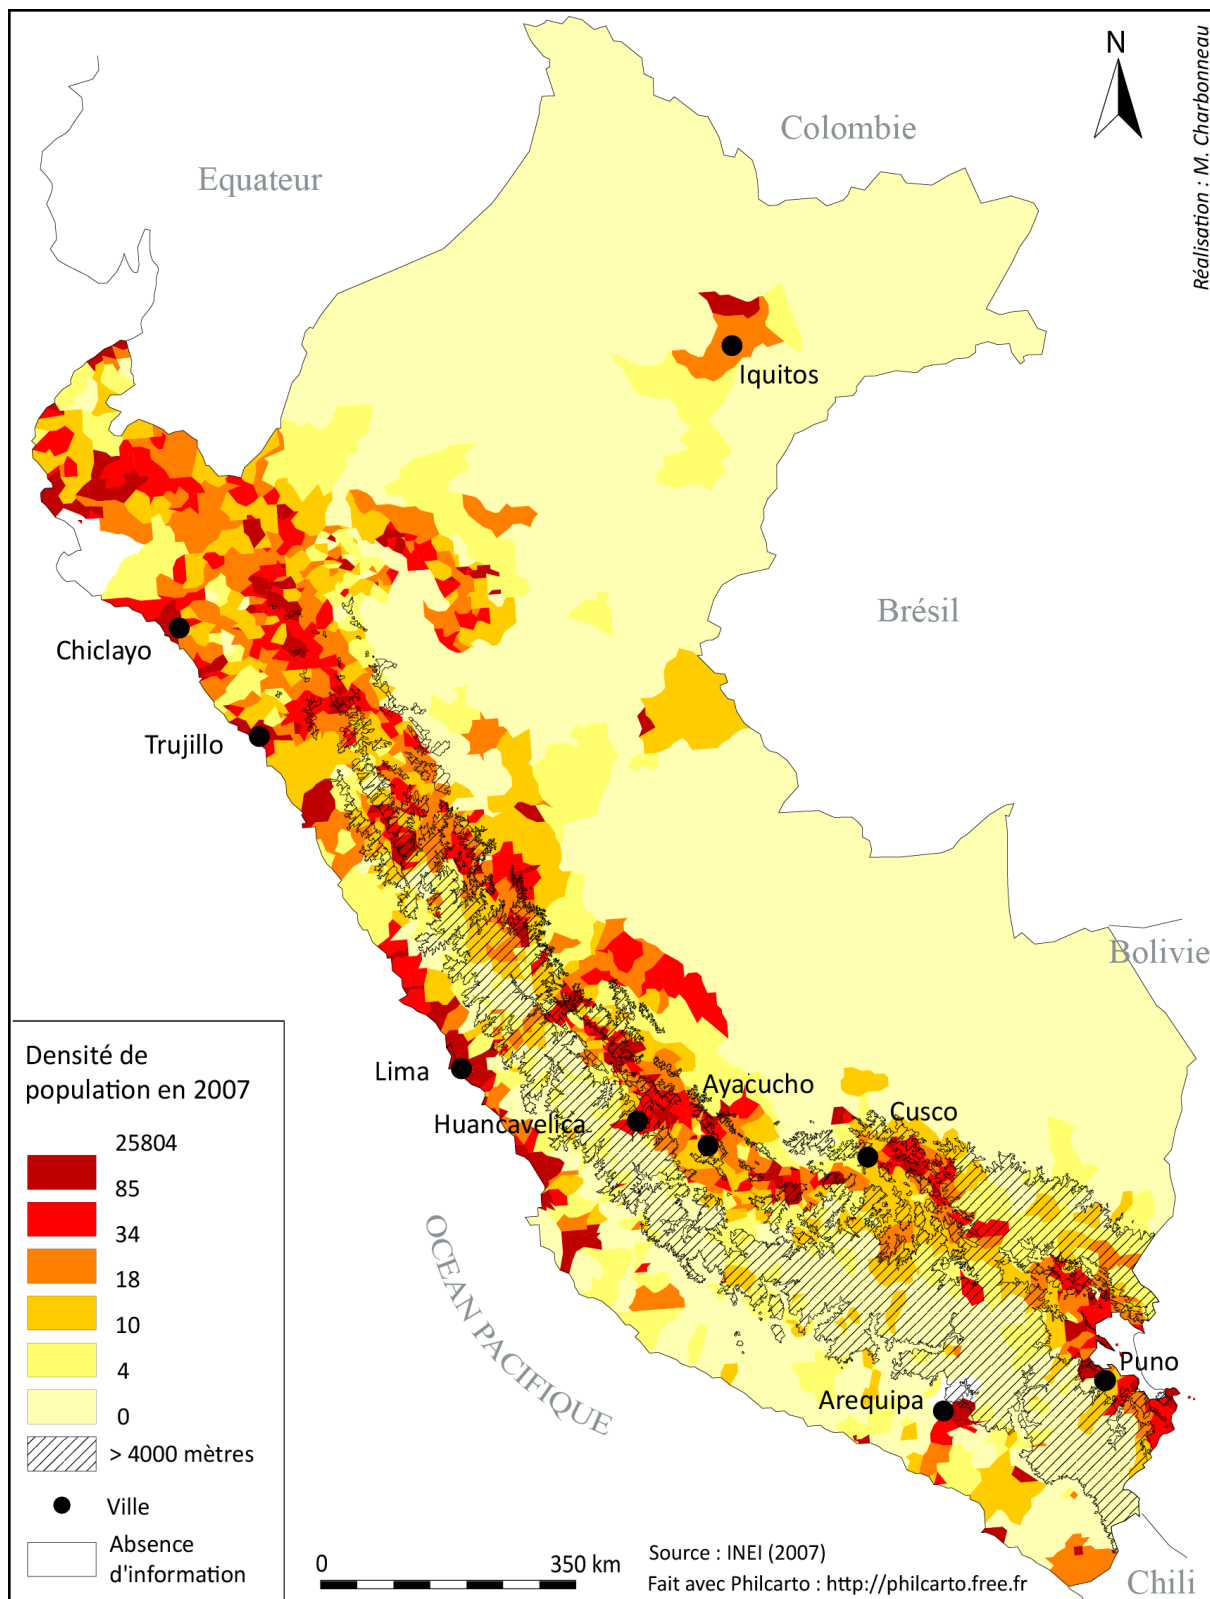 N
Réalisation : M. Charbonneau
Colombie
Equateur
Iquitos
Brésil
Chiclayo
Trujillo
Bolivie
Lima
Ayacucho
Huancavelica
Cusco
OCEAN PACIFIQUE
Puno
Arequipa
Chili
Densité de
population en 2007
25804
85
34
18
10
4
0
> 4000 mètres
Ville
Absence
d'information
0 350 km
Source : INEI (2007)
Fait avec Philcarto : http://philcarto.free.fr